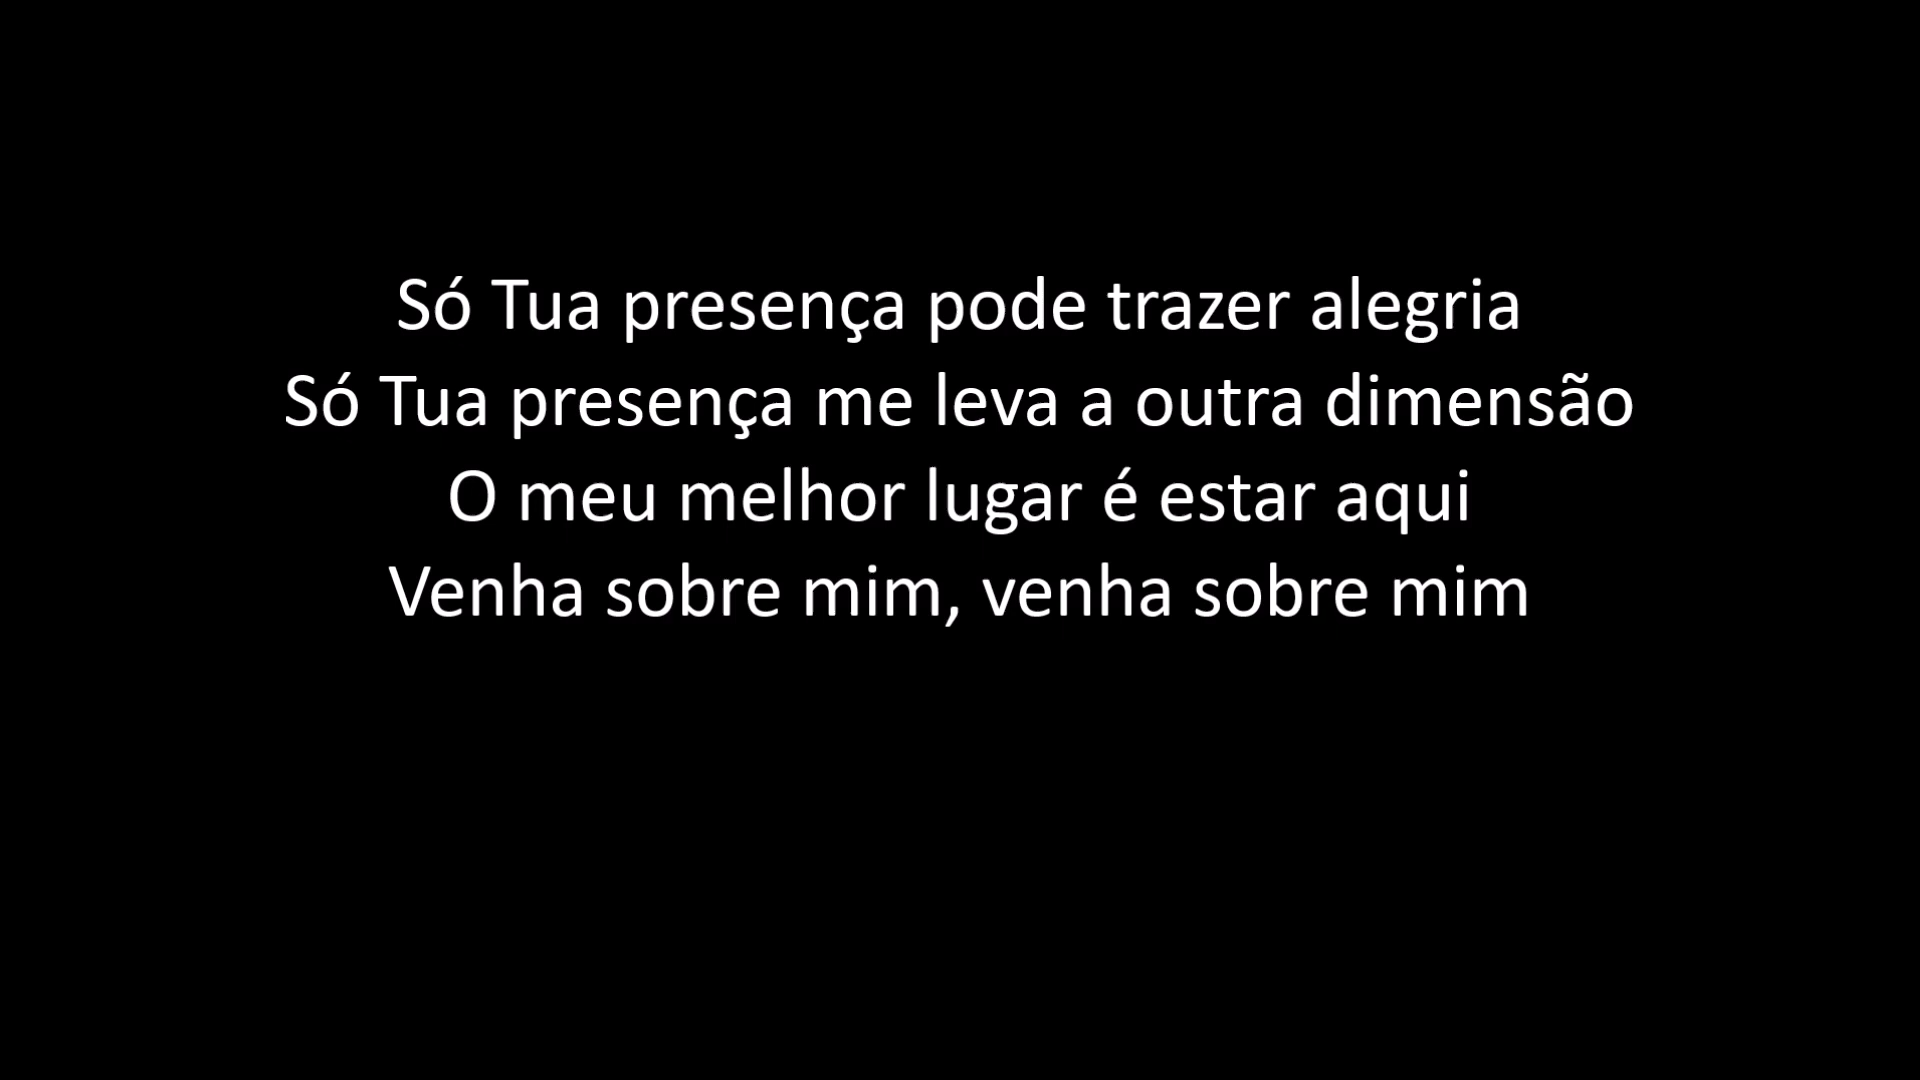 Só Tua presença pode trazer alegria
Só Tua presença me leva a outra dimensão
O meu melhor lugar é estar aqui
Venha sobre mim, venha sobre mim